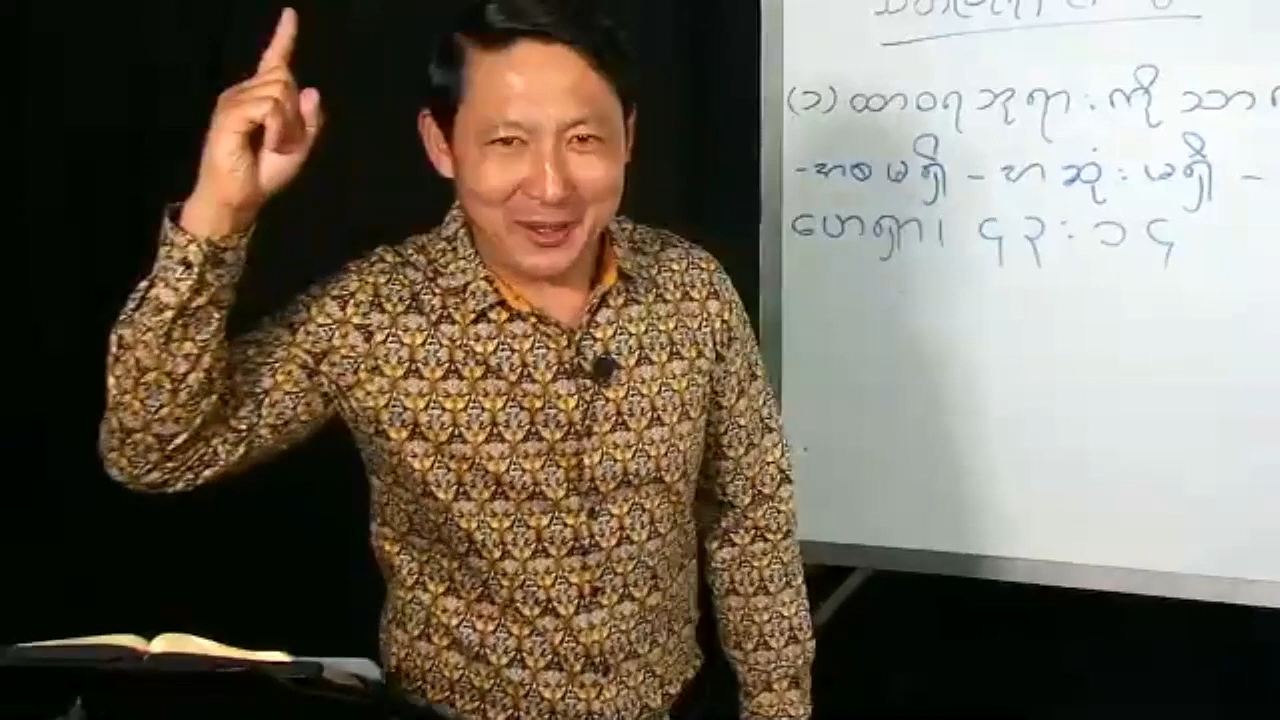 (၁) ထာဝရဘုရား ကို သာ
-အစမရှိ - အဆုံးမရှိ -
ဟေရှာ၊ ၄၃:၁၄